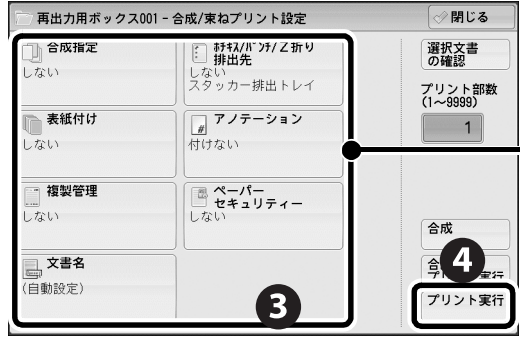 再出力用ボックス001 - 合成/束ねプリント設定
閉じる
合成指定
しない
ホチキス/パンチ/Z折り
排出先
しない
スタッカー排出トレイ
表紙付け
しない
アノテーション
付けない
複製管理
しない
ペーパー
セキュリティー
しない
文書名
(自動設定)
3
選択文書
の確認
プリント部数
(1~9999)
1
合成
4
プリント実行